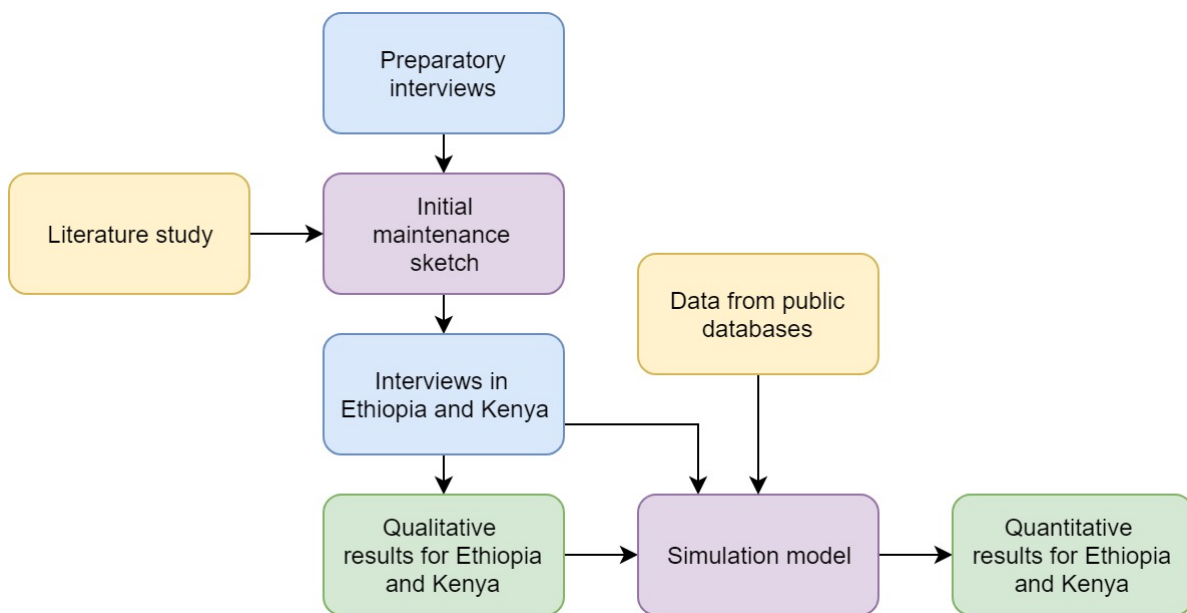 Preparatory
interviews
Literature study
Initial
maintenance
sketch
Data from public
databases
Interviews in
Ethiopia and Kenya
Qualitative
results for Ethiopia
and Kenya
Simulation model
Quantitative
results for Ethiopia
and Kenya